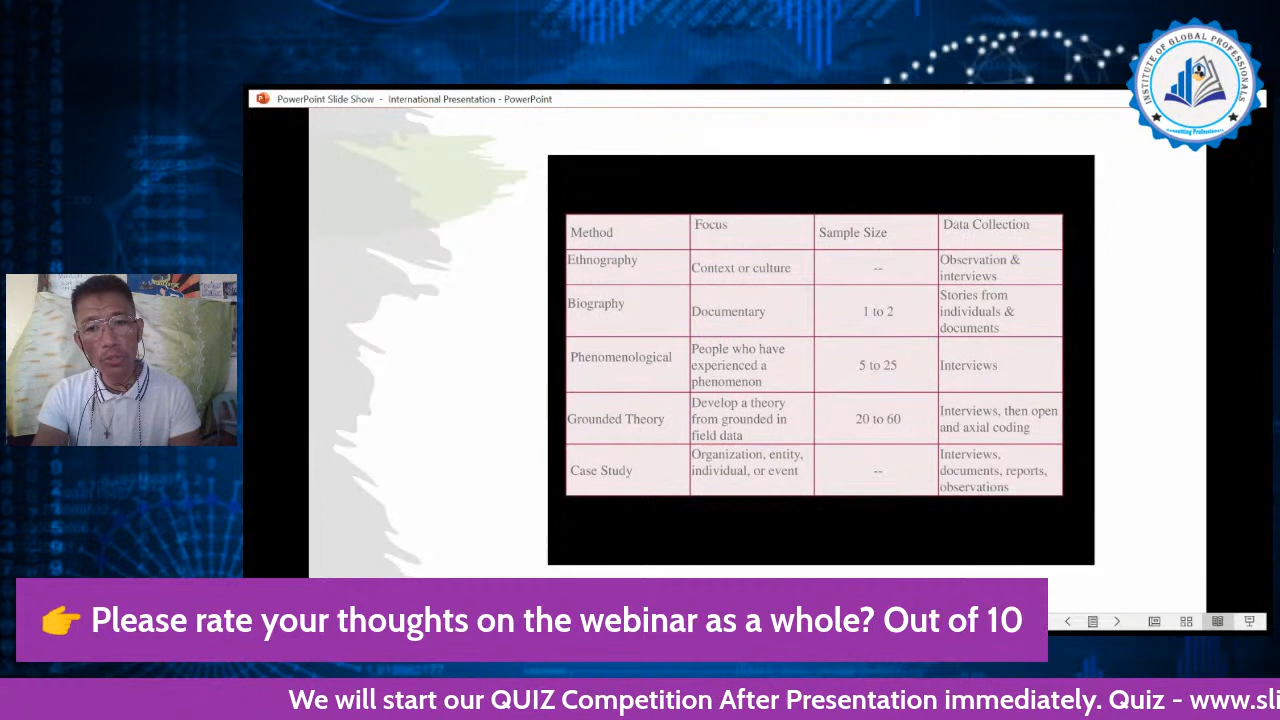 PowerPoint Slide Show - International Presentation - PowerPoint
INSTITUTE OF GLOBAL PROFESSIONALS
Connecting Professionals
Method
Focus
Sample Size
Data Collection
Ethnography
Context or culture
--
Observation &
interviews
Biography
Documentary
1 to 2
Stories from
individuals &
documents
Phenomenological
People who have
experienced a
phenomenon
5 to 25
Interviews
Grounded Theory
Develop a theory
from grounded in
field data
20 to 60
Interviews, then open
and axial coding
Case Study
Organization, entity,
individual, or event
--
Interviews,
documents, reports,
observations
👉 Please rate your thoughts on the webinar as a whole? Out of 10
We will start our QUIZ Competition After Presentation immediately. Quiz - www.sli